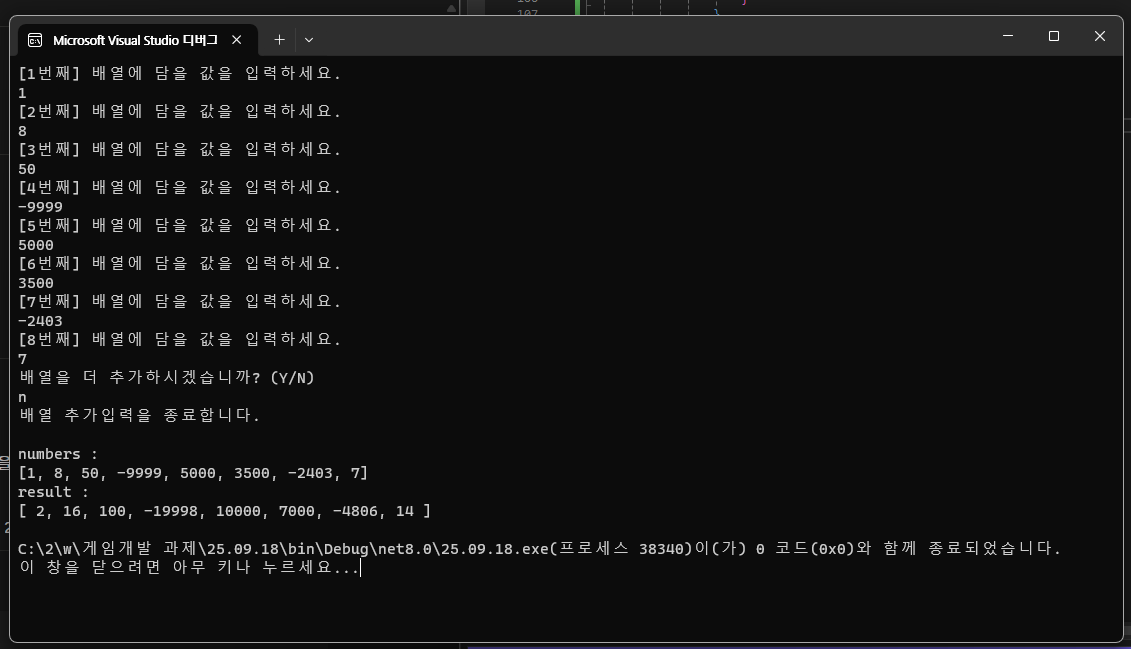 Microsoft Visual Studio 디버그
[1번째] 배열에 담을 값을 입력하세요.
1
[2번째] 배열에 담을 값을 입력하세요.
8
[3번째] 배열에 담을 값을 입력하세요.
50
[4번째] 배열에 담을 값을 입력하세요.
-9999
[5번째] 배열에 담을 값을 입력하세요.
5000
[6번째] 배열에 담을 값을 입력하세요.
3500
[7번째] 배열에 담을 값을 입력하세요.
-2403
[8번째] 배열에 담을 값을 입력하세요.
7
배열을 더 추가하시겠습니까? (Y/N)
n
배열 추가입력을 종료합니다.
numbers :
[1, 8, 50, -9999, 5000, 3500, -2403, 7]
result :
[ 2, 16, 100, -19998, 10000, 7000, -4806, 14 ]
C:\2\w\게임개발 과제\25.09.18\bin\Debug\net8.0\25.09.18.exe(프로세스 38340)이(가) 0 코드(0x0)와 함께 종료되었습니다.
이 창을 닫으려면 아무 키나 누르세요...